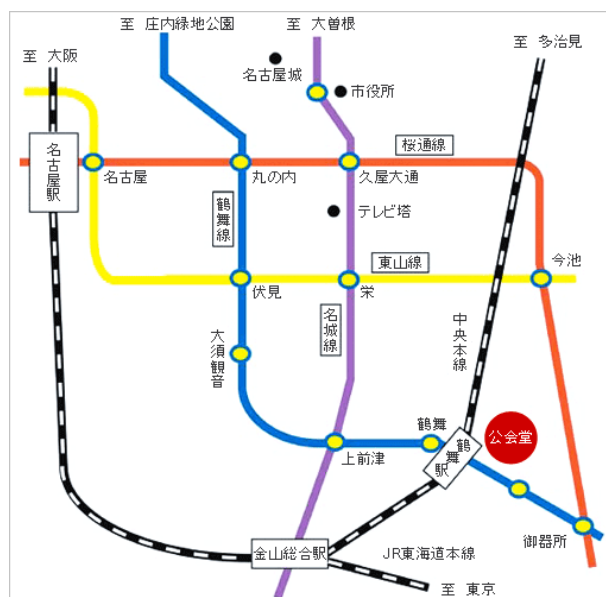 至 庄内緑地公園
至 大曽根
至 多治見
至 大阪
名古屋城
市役所
桜通線
名古屋駅
名古屋
丸の内
久屋大通
鶴舞線
テレビ塔
東山線
今池
伏見
栄
名城線
中央本線
大須観音
鶴舞
公会堂
上前津
鶴舞駅
御器所
金山総合駅
JR東海道本線
至 東京